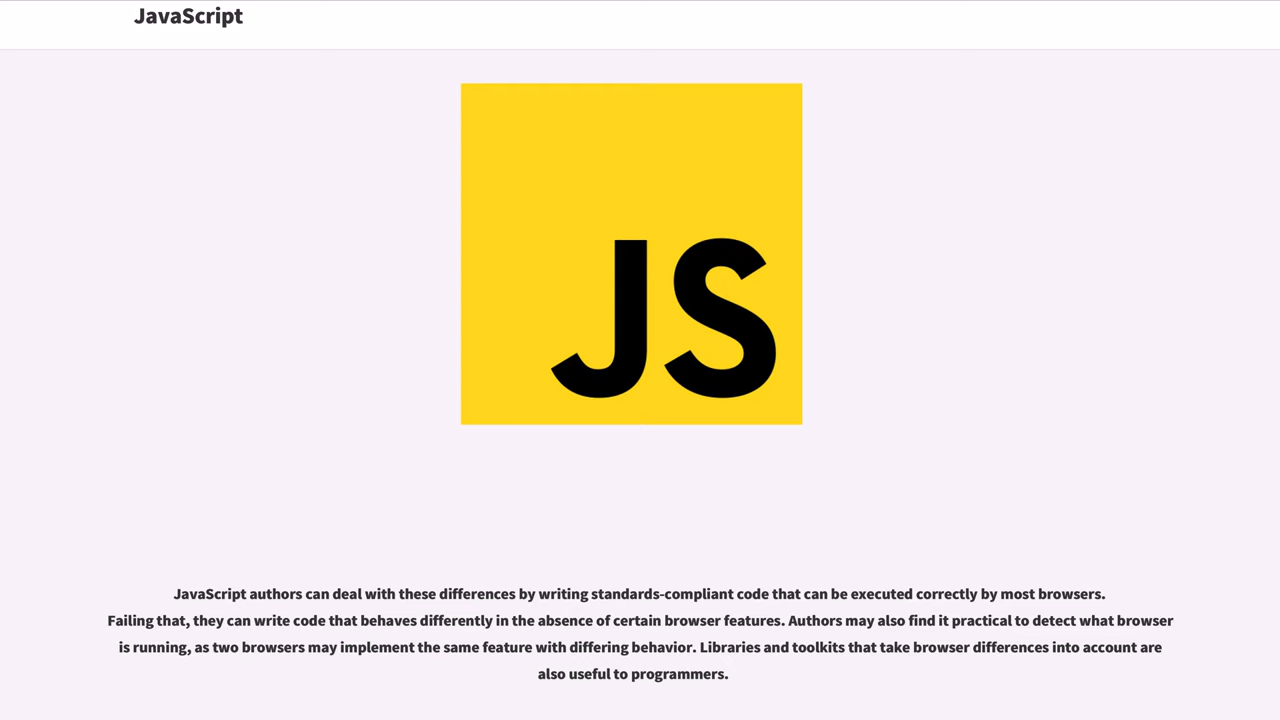 JavaScript
JS
JavaScript authors can deal with these differences by writing standards-compliant code that can be executed correctly by most browsers.
Failing that, they can write code that behaves differently in the absence of certain browser features. Authors may also find it practical to detect what browser
is running, as two browsers may implement the same feature with differing behavior. Libraries and toolkits that take browser differences into account are
also useful to programmers.